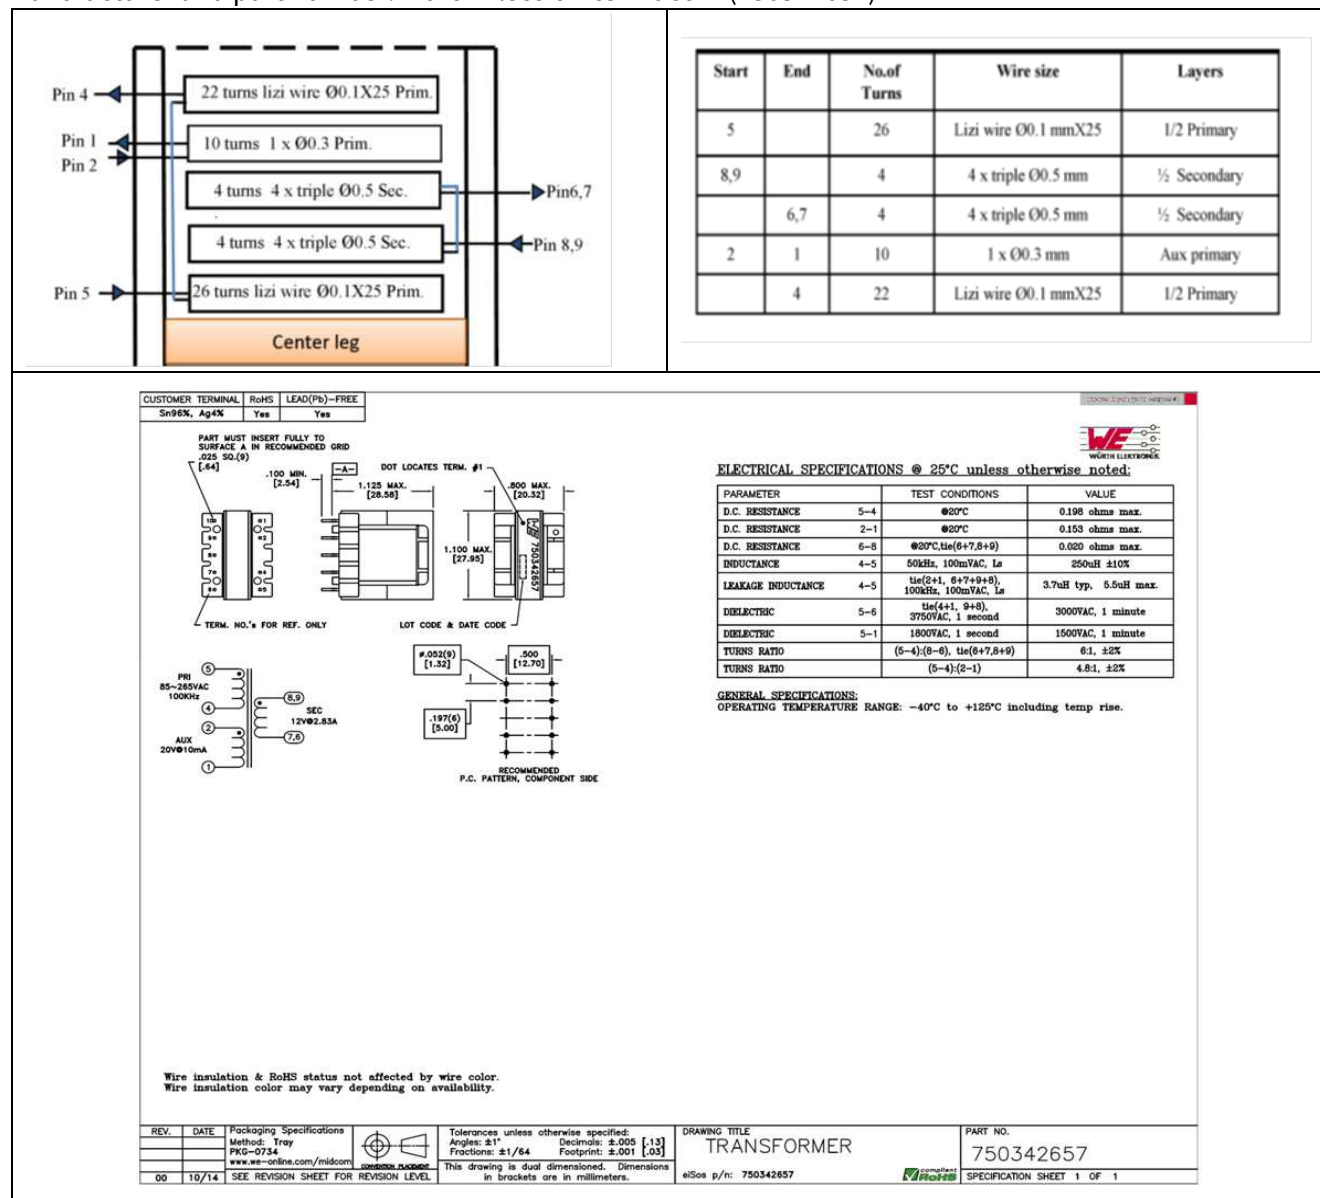 Pin 4
22 turns lizi wire Ø0.1X25 Prim.
Pin 1
10 turns 1 x Ø0.3 Prim.
Pin 2
4 turns 4 x triple Ø0.5 Sec.
Pin6,7
4 turns 4 x triple Ø0.5 Sec.
Pin 8,9
Pin 5
26 turns lizi wire Ø0.1X25 Prim.
Center leg
Start End No.of Turns Wire size Layers
5 26 Lizi wire Ø0.1 mmX25 1/2 Primary
8,9 4 4 x triple Ø0.5 mm ½ Secondary
6,7 4 4 x triple Ø0.5 mm ½ Secondary
2 1 10 1 x Ø0.3 mm Aux primary
4 22 Lizi wire Ø0.1 mmX25 1/2 Primary
CUSTOMER TERMINAL RoHS LEAD(Pb)-FREE
Sn96%, Ag4% Yes Yes
PART MUST INSERT FULLY TO
SURFACE A IN RECOMMENDED GRID
.025 SQ.(9)
[.64]
.100 MIN.
[2.54]
-A-
1.125 MAX.
[28.58]
DOT LOCATES TERM. #1
.800 MAX.
[20.32]
1.100 MAX.
[27.95]
WE 750342657
TERM. NO.'s FOR REF. ONLY
LOT CODE & DATE CODE
PRI
85~265VAC
100KHz
5
4
8,9
SEC
12V@2.83A
7,6
2
AUX
20V@10mA
1
ø.052(9)
[1.32]
.500
[12.70]
.197(6)
[5.00]
RECOMMENDED
P.C. PATTERN, COMPONENT SIDE
WE
WÜRTH ELEKTRONIK
ELECTRICAL SPECIFICATIONS @ 25°C unless otherwise noted:
PARAMETER TEST CONDITIONS VALUE
D.C. RESISTANCE 5-4 @20°C 0.198 ohms max.
D.C. RESISTANCE 2-1 @20°C 0.153 ohms max.
D.C. RESISTANCE 6-8 @20°C,tie(6+7,8+9) 0.020 ohms max.
INDUCTANCE 4-5 50kHz, 100mVAC, Ls 250uH ±10%
LEAKAGE INDUCTANCE 4-5 tie(2+1, 6+7+9+8), 100kHz, 100mVAC, Ls 3.7uH typ, 5.5uH max.
DIELECTRIC 5-6 tie(4+1, 9+8), 3750VAC, 1 second 3000VAC, 1 minute
DIELECTRIC 5-1 1800VAC, 1 second 1500VAC, 1 minute
TURNS RATIO (5-4):(8-6), tie(6+7,8+9) 6:1, ±2%
TURNS RATIO (5-4):(2-1) 4.8:1, ±2%
GENERAL SPECIFICATIONS:
OPERATING TEMPERATURE RANGE: -40°C to +125°C including temp rise.
Wire insulation & RoHS status not affected by wire color.
Wire insulation color may vary depending on availability.
REV. DATE
00 10/14
Packaging Specifications
Method: Tray
PKG-0734
www.we-online.com/midcom
CONVENTION PLACEMENT
SEE REVISION SHEET FOR REVISION LEVEL
Tolerances unless otherwise specified:
Angles: ±1° Decimals: ±.005 [.13]
Fractions: ±1/64 Footprint: ±.001 [.03]
This drawing is dual dimensioned. Dimensions
in brackets are in millimeters.
DRAWING TITLE
TRANSFORMER
eiSos p/n: 750342657
compliant
RoHS
PART NO.
750342657
SPECIFICATION SHEET 1 OF 1